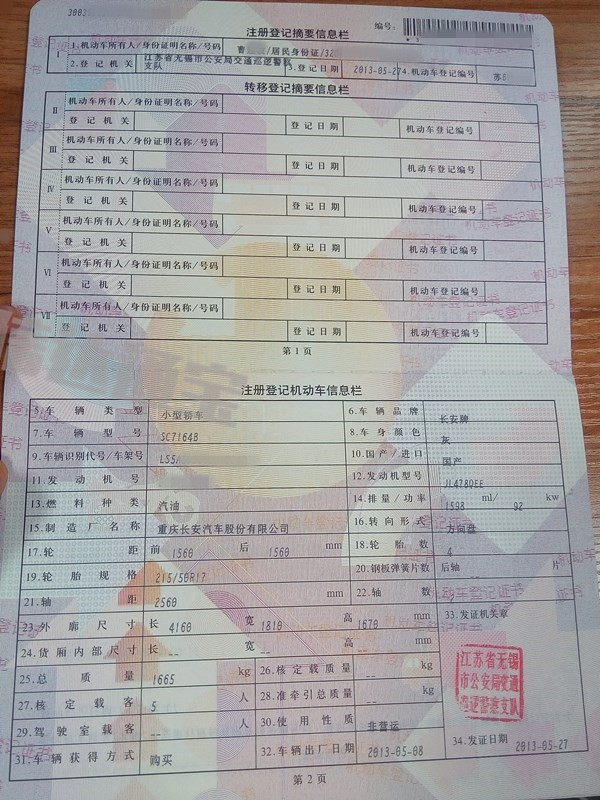 3003
注册登记摘要信息栏 编号:
I 1.机动车所有人/身份证明名称/号码 曹 /居民身份证/32
2.登记机关 江苏省无锡市公安局交通巡逻警察支队 3.登记日期 2013-05-27 4.机动车登记编号 苏B
转移登记摘要信息栏
II 机动车所有人/身份证明名称/号码
登记机关 登记日期 机动车登记编号
III 机动车所有人/身份证明名称/号码
登记机关 登记日期 机动车登记编号
IV 机动车所有人/身份证明名称/号码
登记机关 登记日期 机动车登记编号
V 机动车所有人/身份证明名称/号码
登记机关 登记日期 机动车登记编号
VI 机动车所有人/身份证明名称/号码
登记机关 登记日期 机动车登记编号
VII 机动车所有人/身份证明名称/号码
登记机关 登记日期 机动车登记编号
第1页
注册登记机动车信息栏
5.车辆类型 小型轿车 6.车辆品牌 长安牌
7.车辆型号 SC7164B 8.车身颜色 灰
9.车辆识别代号/车架号 LS5 10.国产/进口 国产
11.发动机号 12.发动机型号 JL478QEE
13.燃料种类 汽油 14.排量/功率 1598 ml/ 92 kw
15.制造厂名称 重庆长安汽车股份有限公司 16.转向形式 方向盘
17.轮距 前 1560 后 1560 mm 18.轮胎数 4
19.轮胎规格 215/50R17 20.钢板弹簧片数 后轴 -- 片
21.轴距 2560 mm 22.轴数 2
23.外廓尺寸 长 4160 宽 1810 高 1670 mm 33.发证机关章
24.货厢内部尺寸 长 -- 宽 -- 高 -- mm
25.总质量 1665 kg 26.核定载质量 -- kg
27.核定载客 5 人 28.准牵引总质量 -- kg
29.驾驶室载客 -- 人 30.使用性质 非营运
31.车辆获得方式 购买 32.车辆出厂日期 2013-05-08 34.发证日期 2013-05-27
江苏省无锡
市公安局交通
巡逻警察支队
第2页